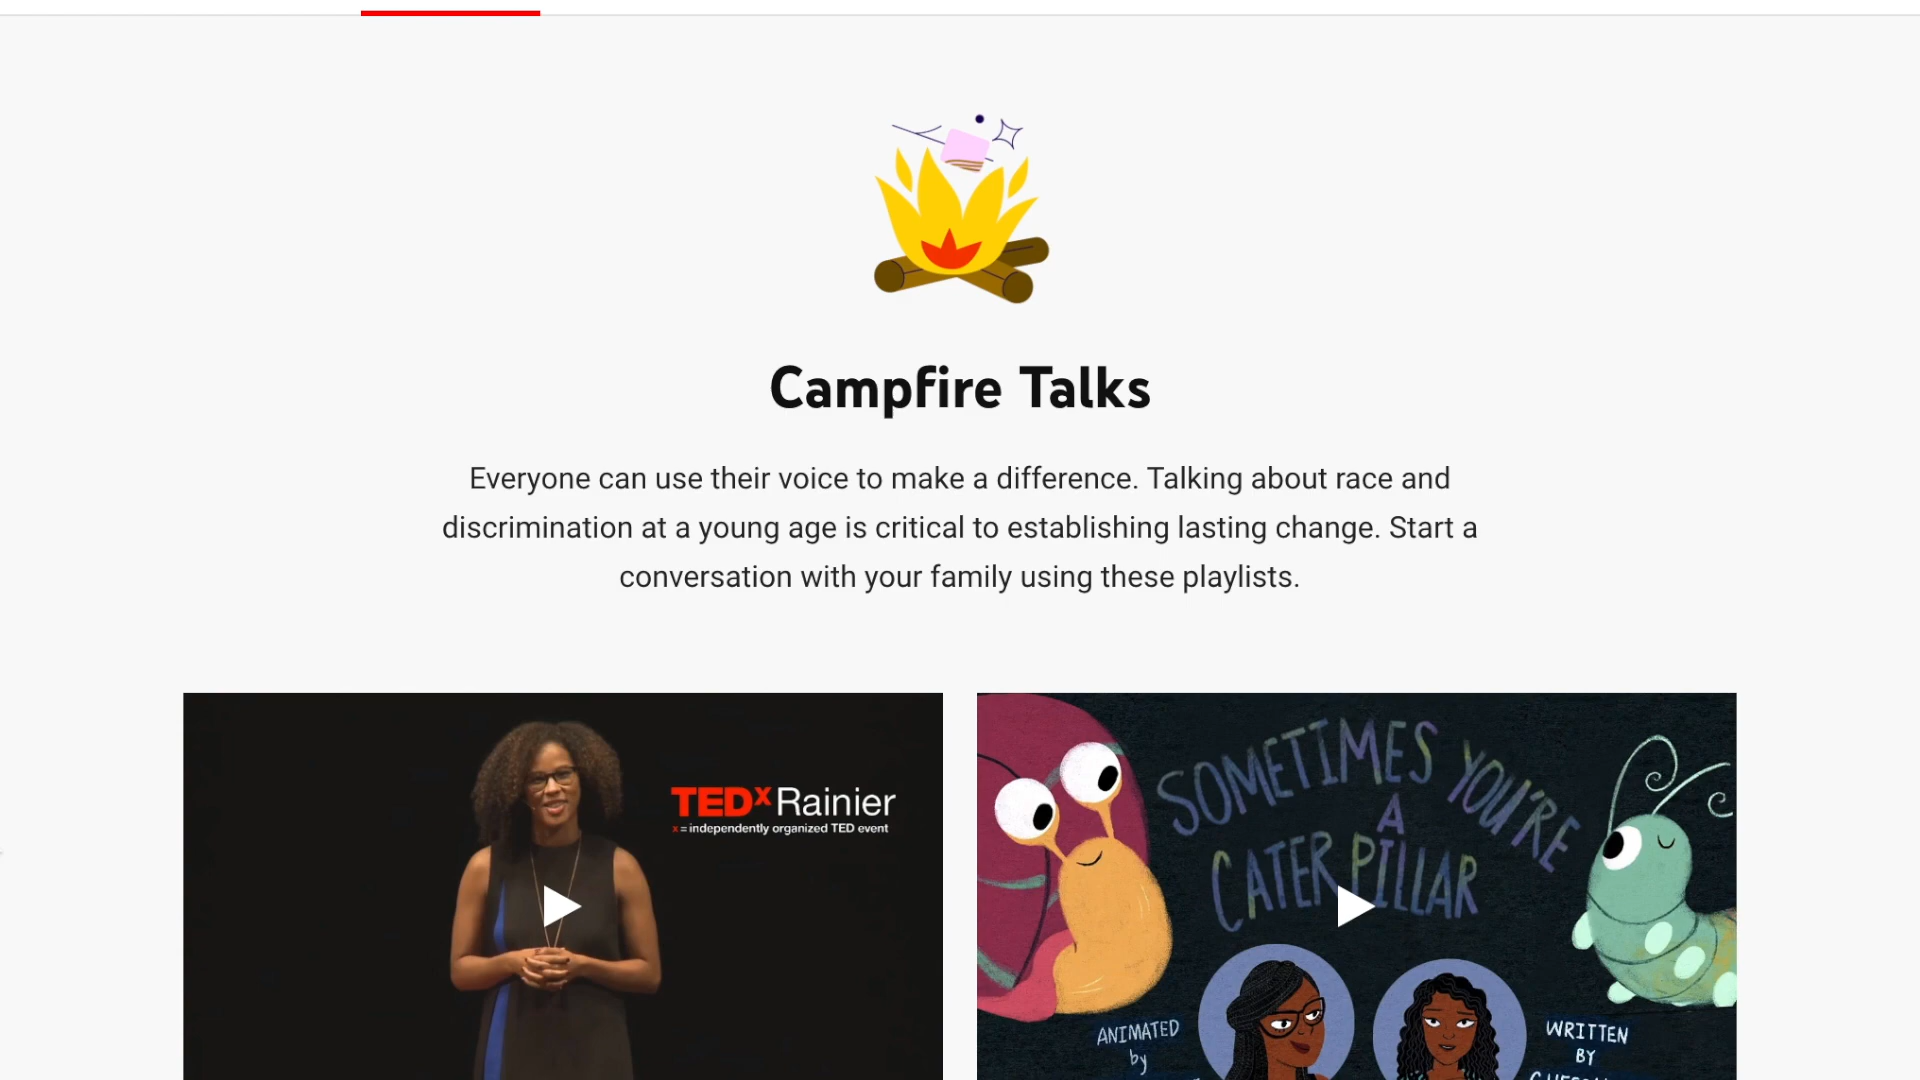 Campfire Talks
Everyone can use their voice to make a difference. Talking about race and
discrimination at a young age is critical to establishing lasting change. Start a
conversation with your family using these playlists.
TEDx Rainier
x = independently organized TED event
SOMETIMES YOU'RE
A
CATERPILLAR
ANIMATED
by
WRITTEN
BY